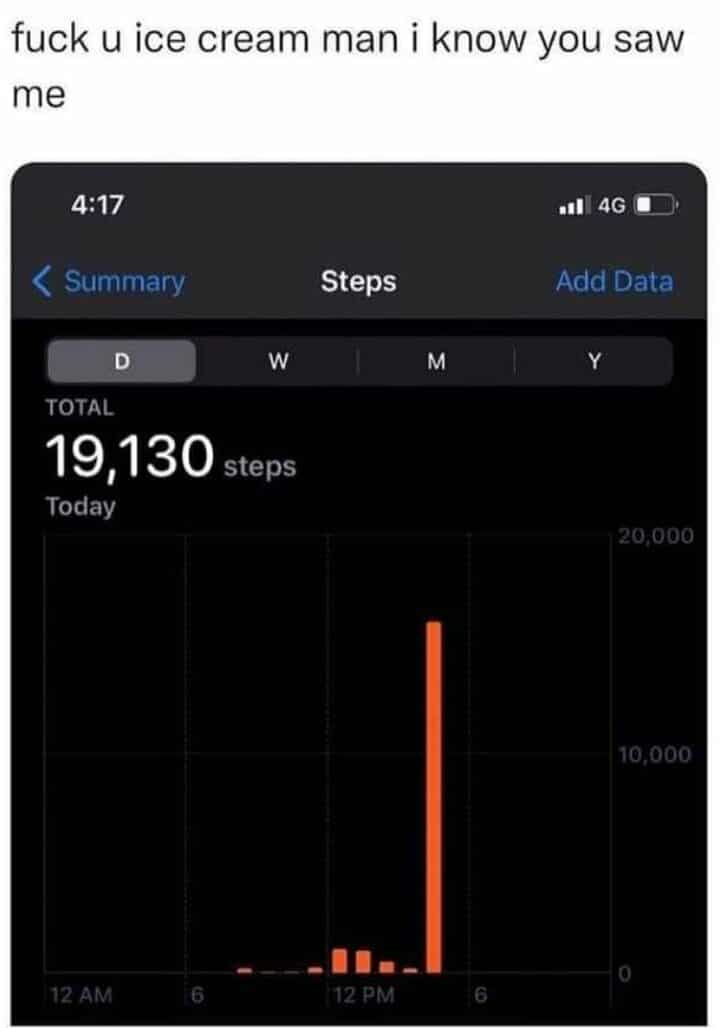 fuck u ice cream man i know you saw
me
4:17 4G
Summary Steps Add Data
D W M Y
TOTAL
19,130 steps
Today
20,000
10,000
0
12 AM 6 12 PM 6